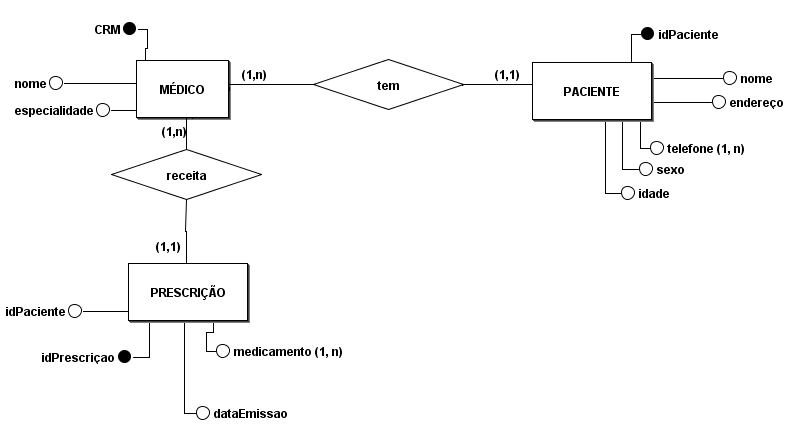 CRM
idPaciente
(1,n)
(1,1)
nome
MÉDICO
tem
PACIENTE
nome
especialidade
endereço
(1,n)
telefone (1, n)
receita
sexo
idade
(1,1)
PRESCRIÇÃO
idPaciente
idPrescriçao
medicamento (1, n)
dataEmissao